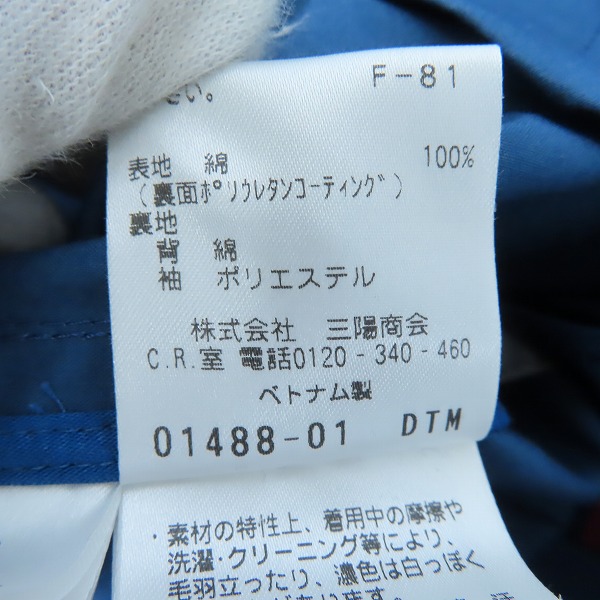 さい。 F-81
表地 綿 100%
(裏面ﾎﾟﾘｳﾚﾀﾝｺｰﾃｨﾝｸﾞ)
裏地
背 綿
袖 ポリエステル
株式会社 三陽商会
C.R.室 電話0120-340-460
ベトナム製
01488-01 DTM
・素材の特性上、着用中の摩擦や
洗濯・クリーニング等により、
毛羽立ったり、濃色は白っぽく